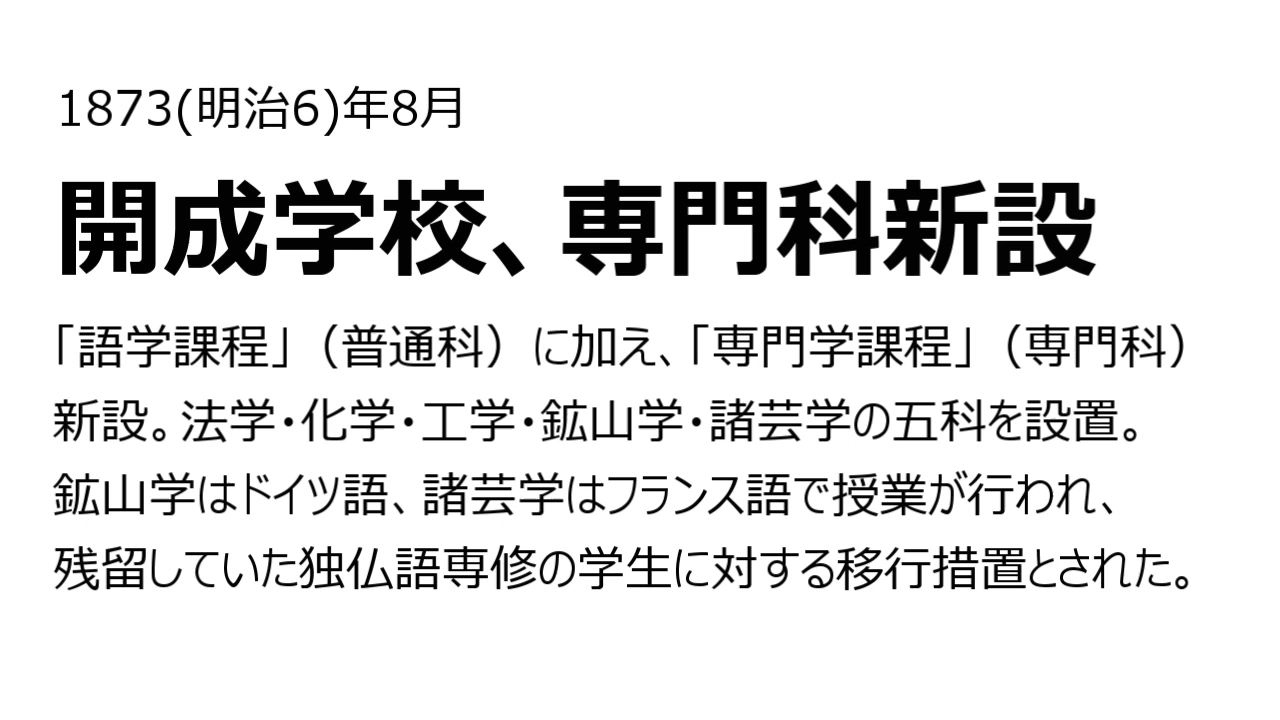 1873(明治6)年8月
開成学校、専門科新設
「語学課程」（普通科）に加え、「専門学課程」（専門科）
新設。法学・化学・工学・鉱山学・諸芸学の五科を設置。
鉱山学はドイツ語、諸芸学はフランス語で授業が行われ、
残留していた独仏語専修の学生に対する移行措置とされた。